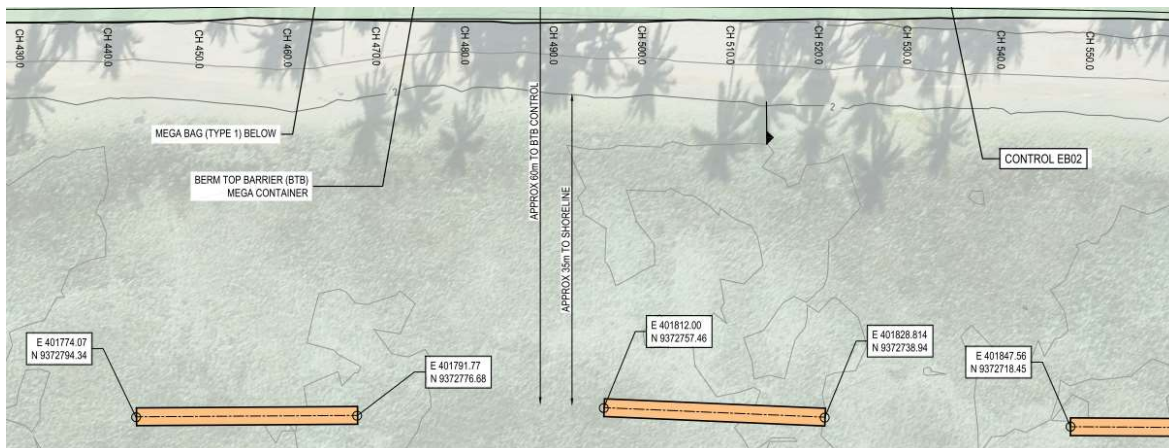 CH 430.0
CH 440.0
CH 450.0
CH 460.0
CH 470.0
CH 480.0
CH 490.0
CH 500.0
CH 510.0
CH 520.0
CH 530.0
CH 540.0
CH 550.0
2
2
MEGA BAG (TYPE 1) BELOW
BERM TOP BARRIER (BTB)
MEGA CONTAINER
APPROX 60m TO BTB CONTROL
APPROX 35m TO SHORELINE
CONTROL EB02
E 401774.07
N 9372794.34
E 401791.77
N 9372776.68
E 401812.00
N 9372757.46
E 401828.814
N 9372738.94
E 401847.56
N 9372718.45